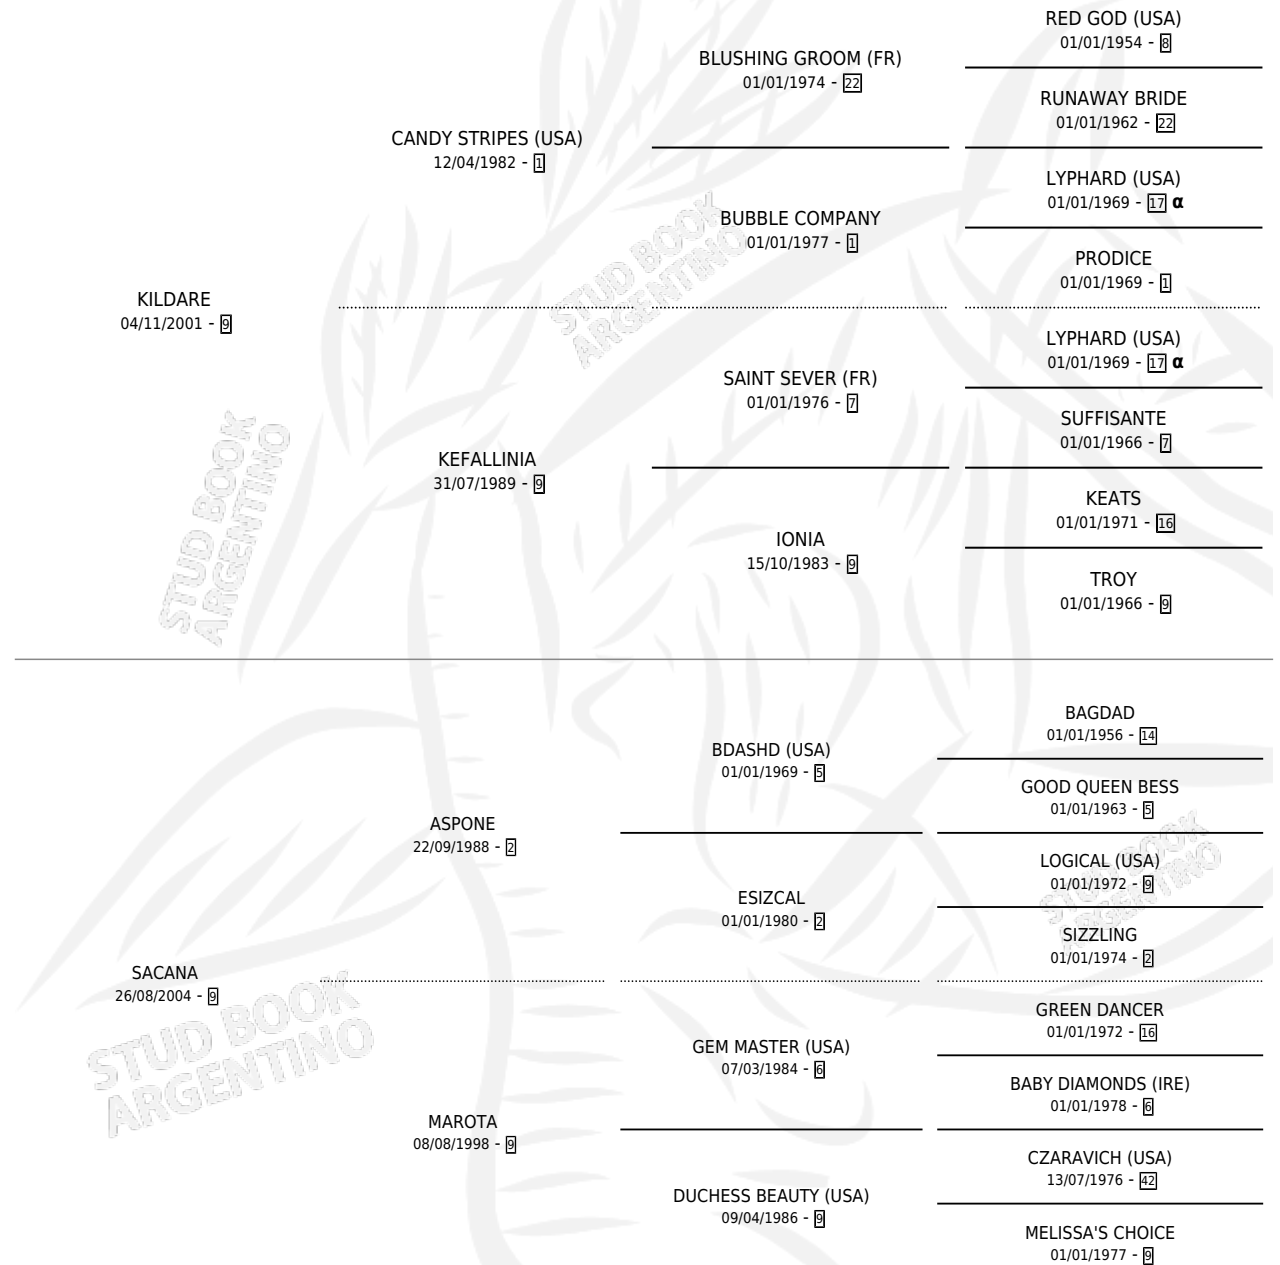 RED GOD (USA)
01/01/1954 - 8
BLUSHING GROOM (FR)
01/01/1974 - 22
RUNAWAY BRIDE
01/01/1962 - 22
CANDY STRIPES (USA)
12/04/1982 - 1
LYPHARD (USA)
01/01/1969 - 17 α
BUBBLE COMPANY
01/01/1977 - 1
PRODICE
01/01/1969 - 1
KILDARE
04/11/2001 - 9
LYPHARD (USA)
01/01/1969 - 17 α
SAINT SEVER (FR)
01/01/1976 - 7
SUFFISANTE
01/01/1966 - 7
KEFALLINIA
31/07/1989 - 9
KEATS
01/01/1971 - 16
IONIA
15/10/1983 - 9
TROY
01/01/1966 - 9
STUD BOOK
ARGENTINO
STUD BOOK
ARGENTINO
BAGDAD
01/01/1956 - 14
BDASHD (USA)
01/01/1969 - 5
GOOD QUEEN BESS
01/01/1963 - 5
ASPONE
22/09/1988 - 2
LOGICAL (USA)
01/01/1972 - 9
ESIZCAL
01/01/1980 - 2
SIZZLING
01/01/1974 - 2
SACANA
26/08/2004 - 9
GREEN DANCER
01/01/1972 - 16
GEM MASTER (USA)
07/03/1984 - 6
BABY DIAMONDS (IRE)
01/01/1978 - 6
MAROTA
08/08/1998 - 9
CZARAVICH (USA)
13/07/1976 - 42
DUCHESS BEAUTY (USA)
09/04/1986 - 9
MELISSA'S CHOICE
01/01/1977 - 9
STUD BOOK
ARGENTINO
STUD BOOK
ARGENTINO